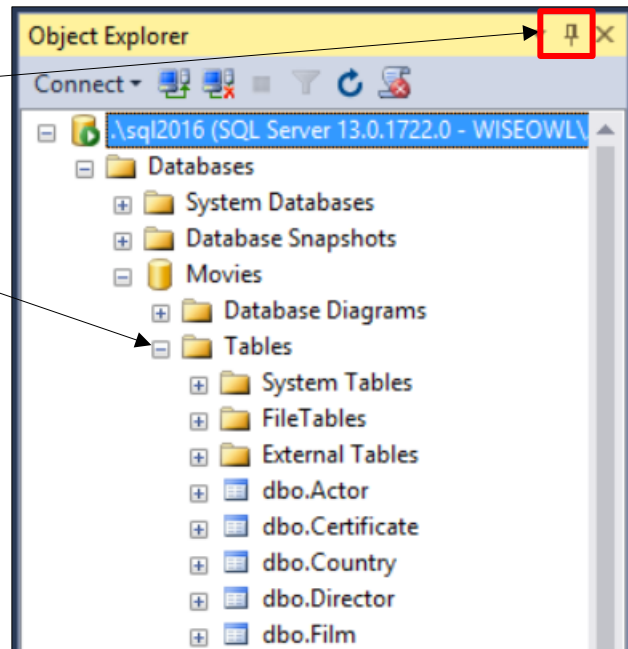 Object Explorer
Connect
.\sql2016 (SQL Server 13.0.1722.0 - WISEOWL\
Databases
System Databases
Database Snapshots
Movies
Database Diagrams
Tables
System Tables
FileTables
External Tables
dbo.Actor
dbo.Certificate
dbo.Country
dbo.Director
dbo.Film